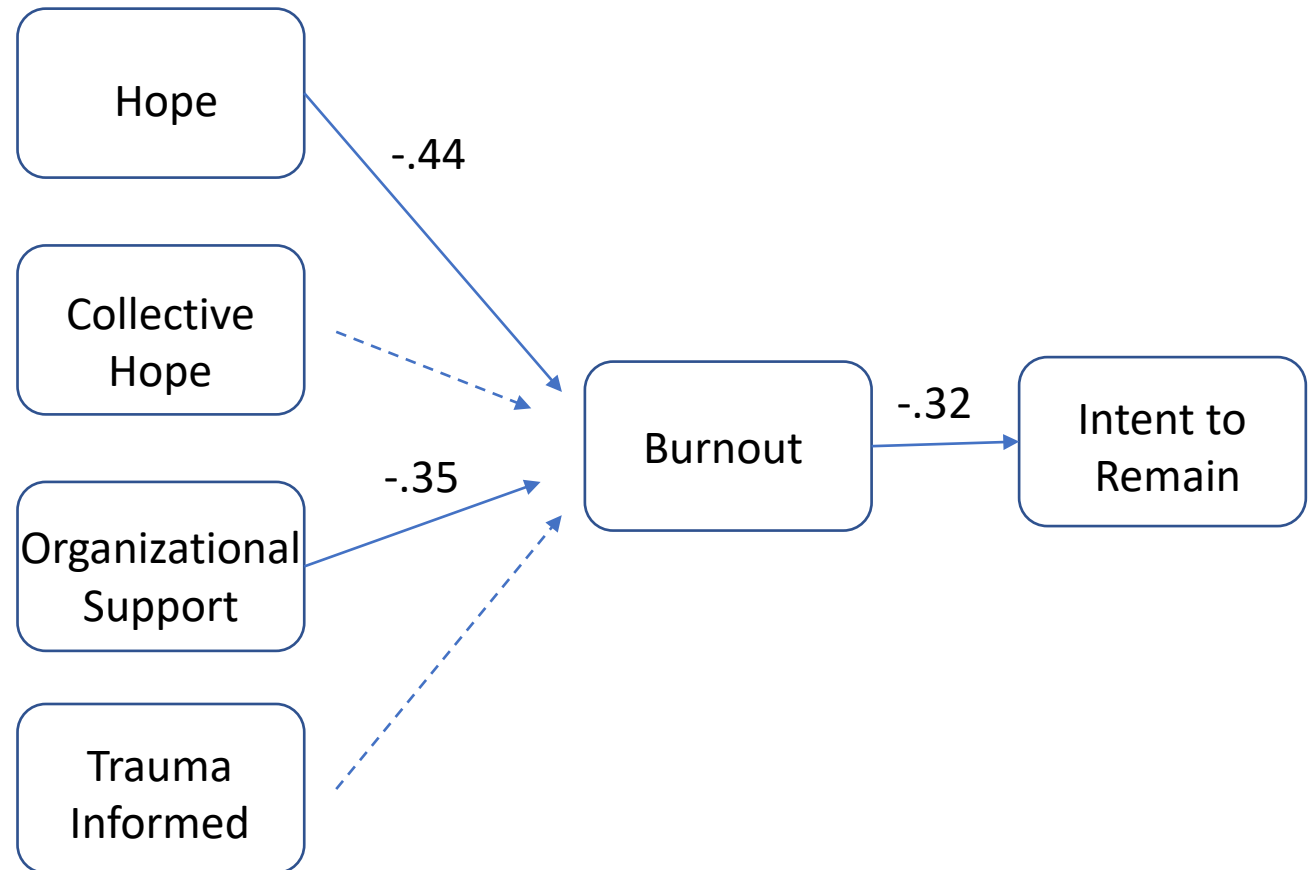 Hope
-.44
Collective
Hope
-.35
Organizational
Support
Trauma
Informed
Burnout
-.32
Intent to
Remain